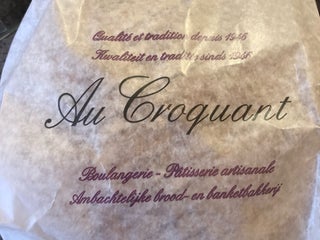 Qualité et tradition depuis 1946
Kwaliteit en traditie sinds 1946
Au Croquant
Boulangerie - Pâtisserie artisanale
Ambachtelijke brood- en banketbakkerij